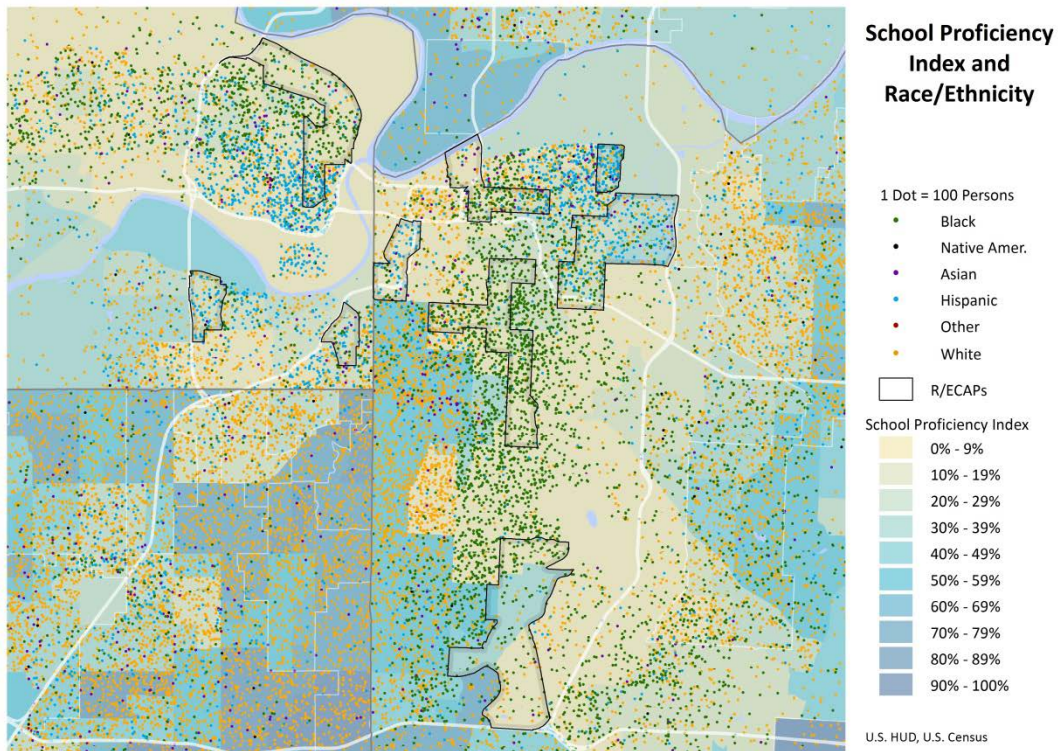 School Proficiency
Index and
Race/Ethnicity
1 Dot = 100 Persons
Black
Native Amer.
Asian
Hispanic
Other
White
R/ECAPs
School Proficiency Index
0% - 9%
10% - 19%
20% - 29%
30% - 39%
40% - 49%
50% - 59%
60% - 69%
70% - 79%
80% - 89%
90% - 100%
U.S. HUD, U.S. Census